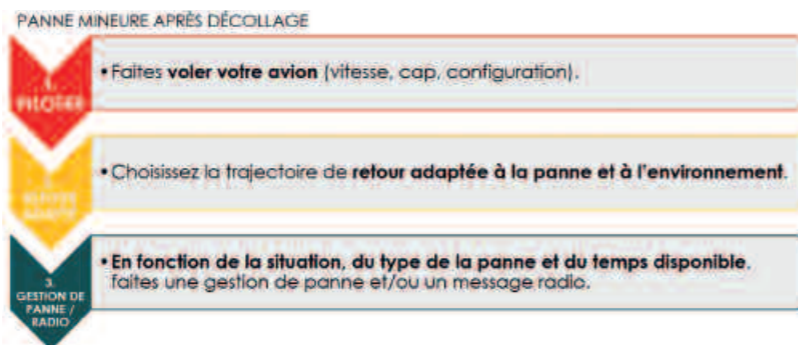 PANNE MINEURE APRÈS DÉCOLLAGE
1.
PILOTER
• Faites voler votre avion (vitesse, cap, configuration).
• Choisissez la trajectoire de retour adaptée à la panne et à l'environnement.
3.
GESTION DE
PANNE /
RADIO
• En fonction de la situation, du type de la panne et du temps disponible,
faites une gestion de panne et/ou un message radio.